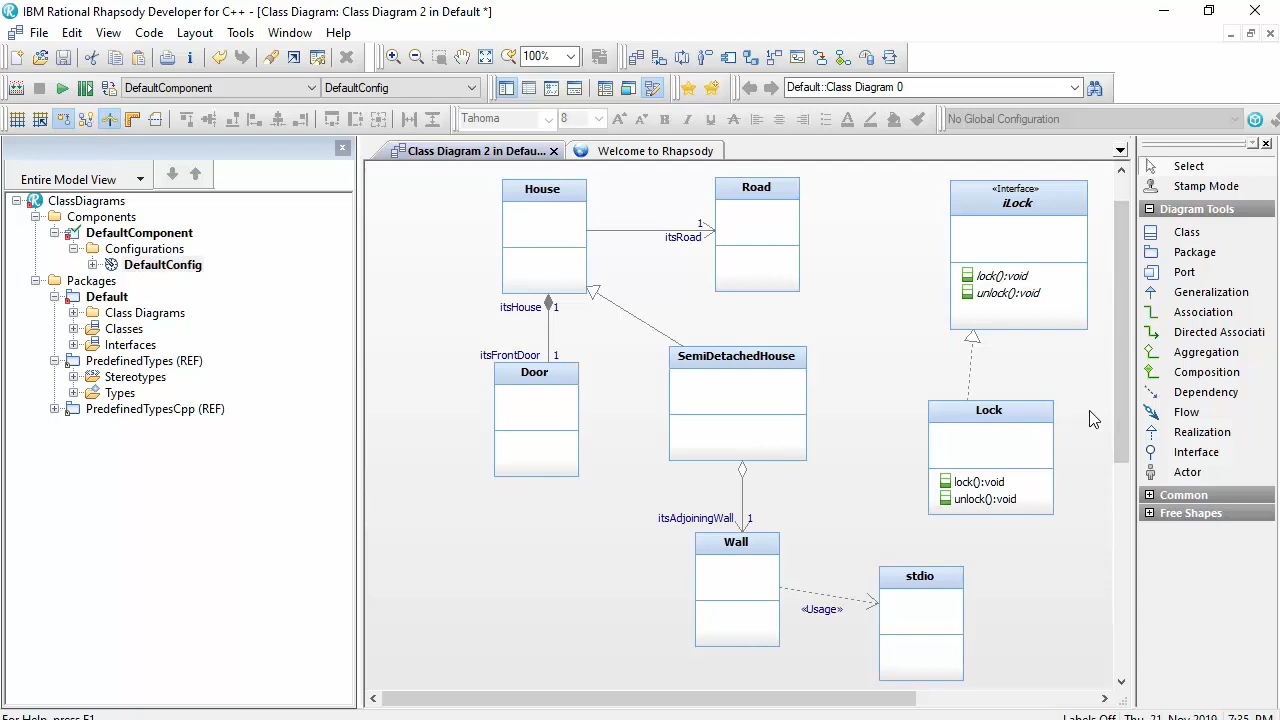 IBM Rational Rhapsody Developer for C++ - [Class Diagram: Class Diagram 2 in Default *]
File Edit View Code Layout Tools Window Help
100%
DefaultComponent DefaultConfig Default::Class Diagram 0
Tahoma 8 No Global Configuration
Class Diagram 2 in Defau... Welcome to Rhapsody
Entire Model View
ClassDiagrams
Components
DefaultComponent
Configurations
DefaultConfig
Packages
Default
Class Diagrams
Classes
Interfaces
PredefinedTypes (REF)
Stereotypes
Types
PredefinedTypesCpp (REF)
House
Road
1
itsRoad
«Interface»
iLock
lock():void
unlock():void
itsHouse 1
itsFrontDoor 1
Door
SemiDetachedHouse
Lock
lock():void
unlock():void
itsAdjoiningWall 1
Wall
«Usage»
stdio
Select
Stamp Mode
Diagram Tools
Class
Package
Port
Generalization
Association
Directed Associati
Aggregation
Composition
Dependency
Flow
Realization
Interface
Actor
Common
Free Shapes
For Help, press F1 Labels Off Thu, 21, Nov 2019 7:35 PM